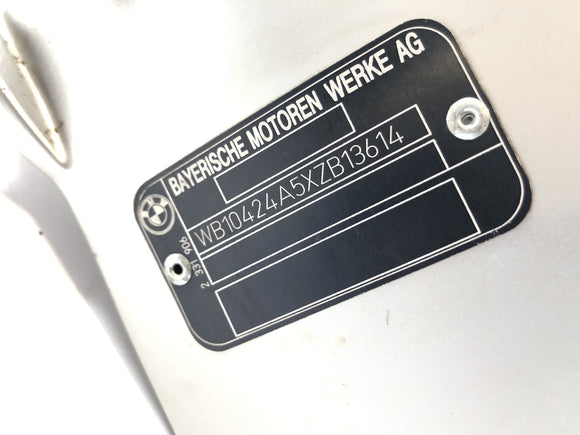 BAYERISCHE MOTOREN WERKE AG
WB10424A5XZB13614
2 331 906